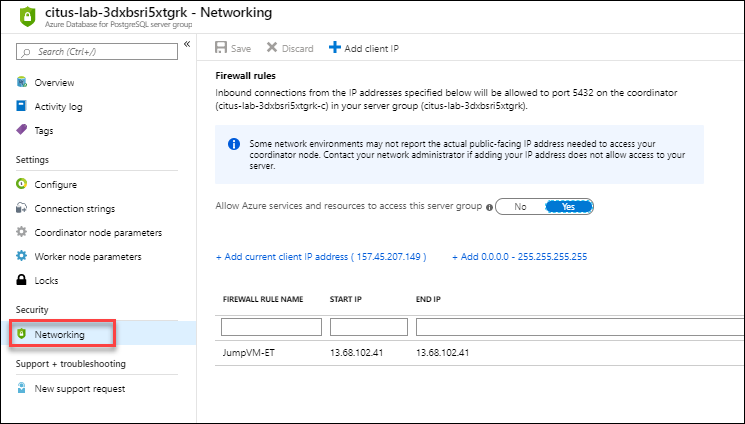 citus-lab-3dxbsri5xtgrk - Networking
Azure Database for PostgreSQL server group
Search (Ctrl+/)
«
Overview
Activity log
Tags
Settings
Configure
Connection strings
Coordinator node parameters
Worker node parameters
Locks
Security
Networking
Support + troubleshooting
New support request
Save
Discard
Add client IP
Firewall rules
Inbound connections from the IP addresses specified below will be allowed to port 5432 on the coordinator
(citus-lab-3dxbsri5xtgrk-c) in your server group (citus-lab-3dxbsri5xtgrk).
Some network environments may not report the actual public-facing IP address needed to access your
coordinator node. Contact your network administrator if adding your IP address does not allow access to your
server.
Allow Azure services and resources to access this server group No Yes
+ Add current client IP address ( 157.45.207.149 ) + Add 0.0.0.0 - 255.255.255.255
FIREWALL RULE NAME START IP END IP
JumpVM-ET 13.68.102.41 13.68.102.41